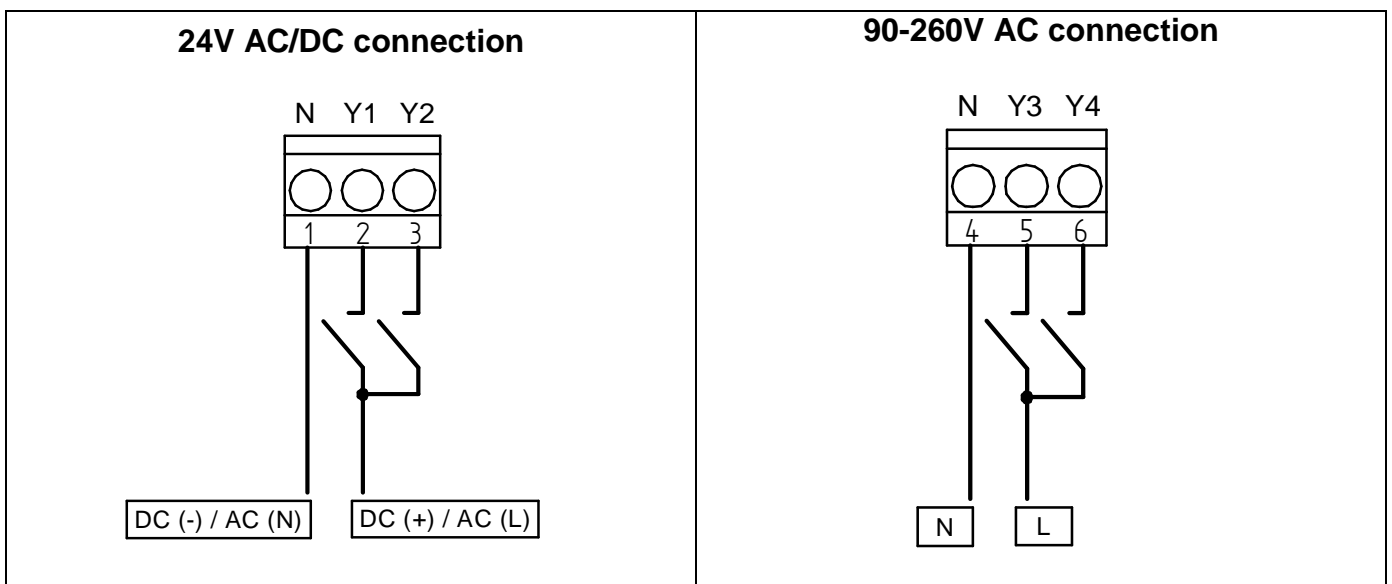 24V AC/DC connection
N Y1 Y2
1 2 3
DC (-) / AC (N) DC (+) / AC (L)
90-260V AC connection
N Y3 Y4
4 5 6
N L